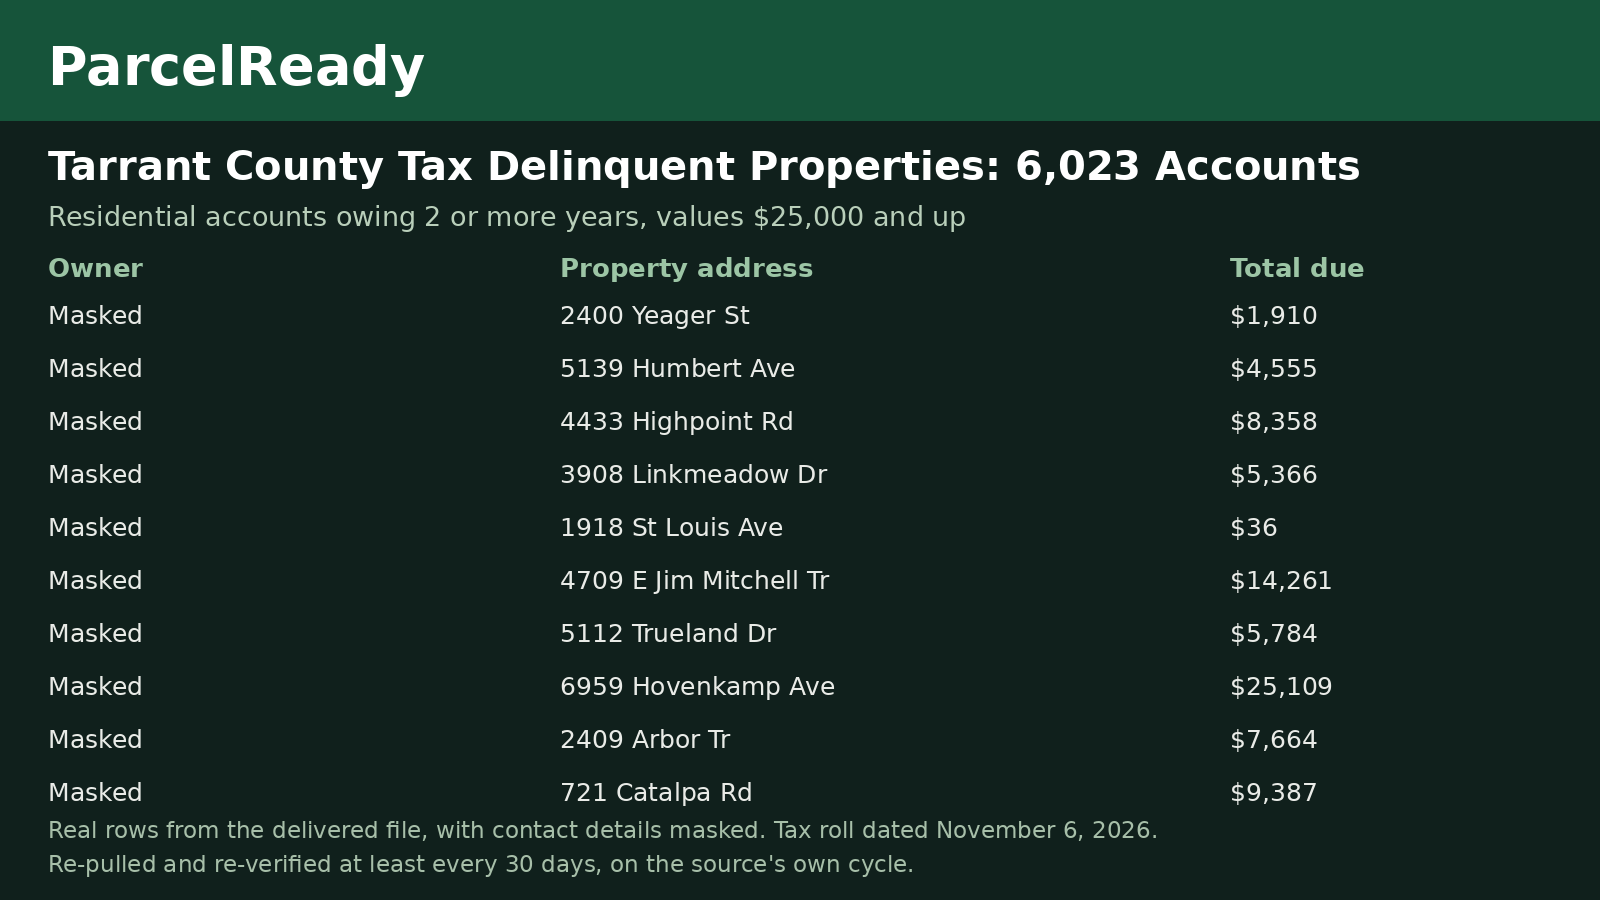 ParcelReady
Tarrant County Tax Delinquent Properties: 6,023 Accounts
Residential accounts owing 2 or more years, values $25,000 and up
Owner Property address Total due
Masked 2400 Yeager St $1,910
Masked 5139 Humbert Ave $4,555
Masked 4433 Highpoint Rd $8,358
Masked 3908 Linkmeadow Dr $5,366
Masked 1918 St Louis Ave $36
Masked 4709 E Jim Mitchell Tr $14,261
Masked 5112 Trueland Dr $5,784
Masked 6959 Hovenkamp Ave $25,109
Masked 2409 Arbor Tr $7,664
Masked 721 Catalpa Rd $9,387
Real rows from the delivered file, with contact details masked. Tax roll dated November 6, 2026.
Re-pulled and re-verified at least every 30 days, on the source's own cycle.